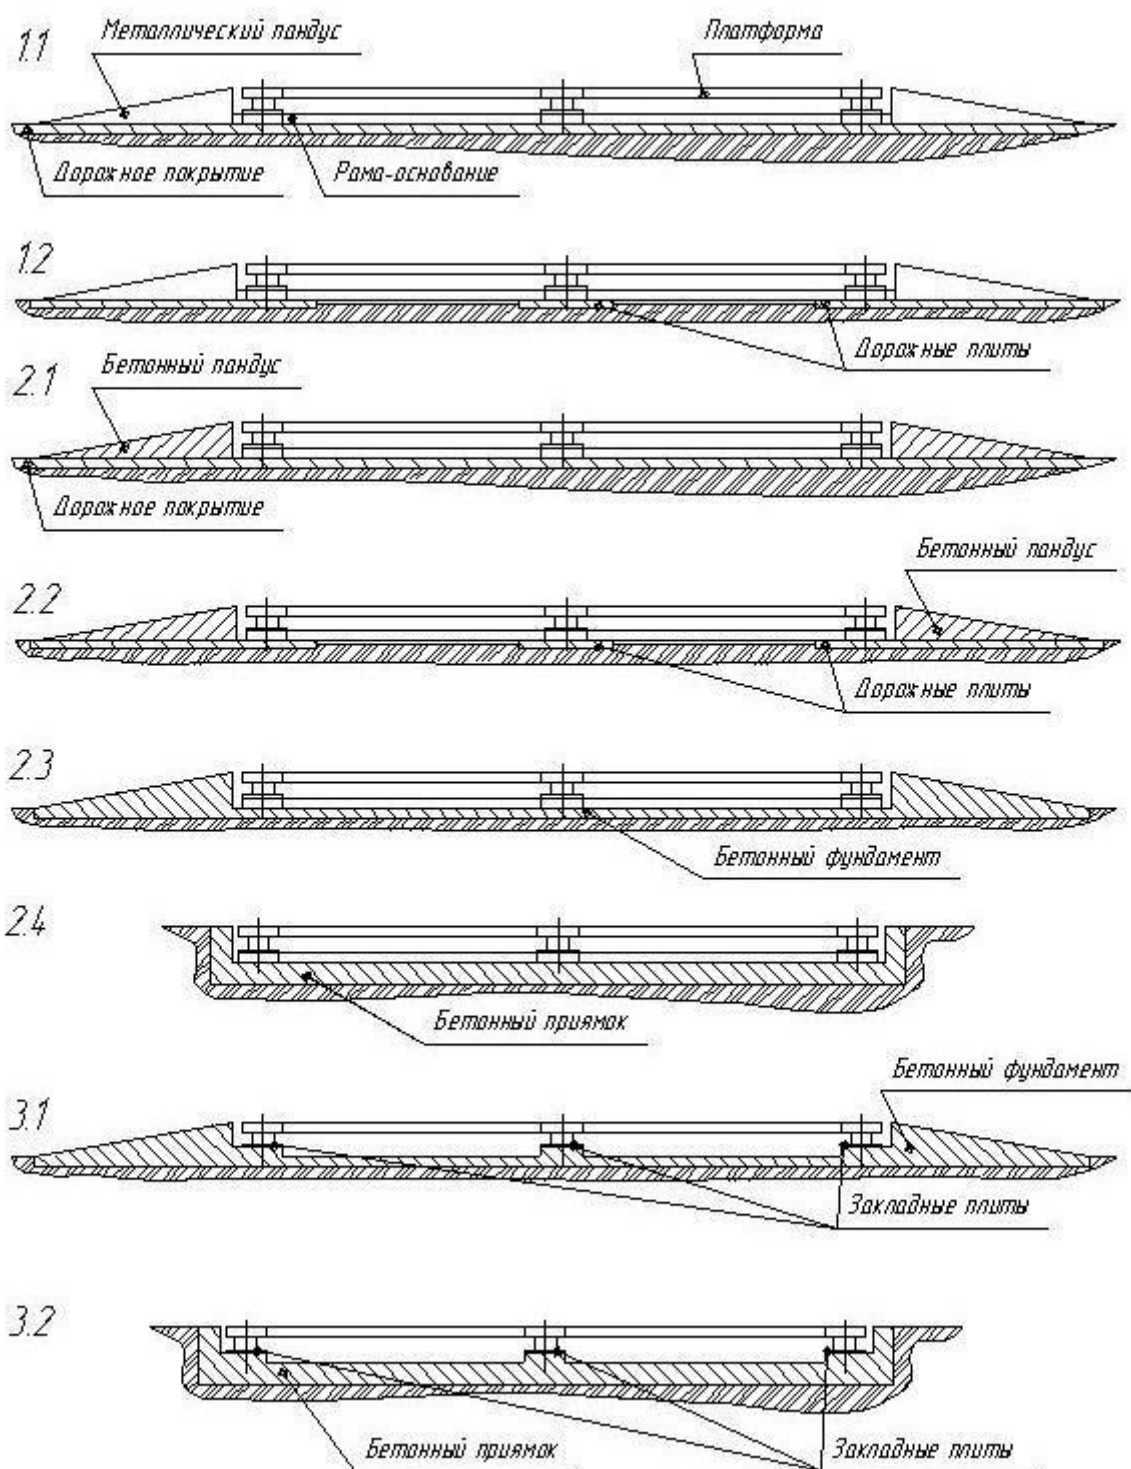 1.1
Металлический пандус
Платформа
Дорожное покрытие
Рама-основание
1.2
Дорожные плиты
2.1
Бетонный пандус
Дорожное покрытие
Бетонный пандус
2.2
Дорожные плиты
2.3
Бетонный фундамент
2.4
Бетонный приямок
Бетонный фундамент
3.1
Закладные плиты
3.2
Бетонный приямок
Закладные плиты